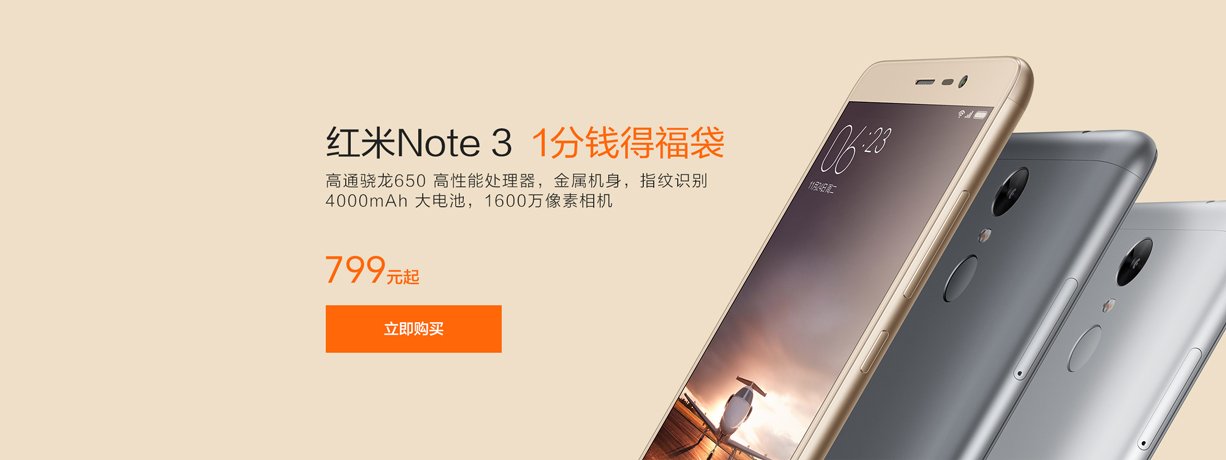 红米Note 3 1分钱得福袋
高通骁龙650 高性能处理器，金属机身，指纹识别
4000mAh 大电池，1600万像素相机
799元起
立即购买
06:23